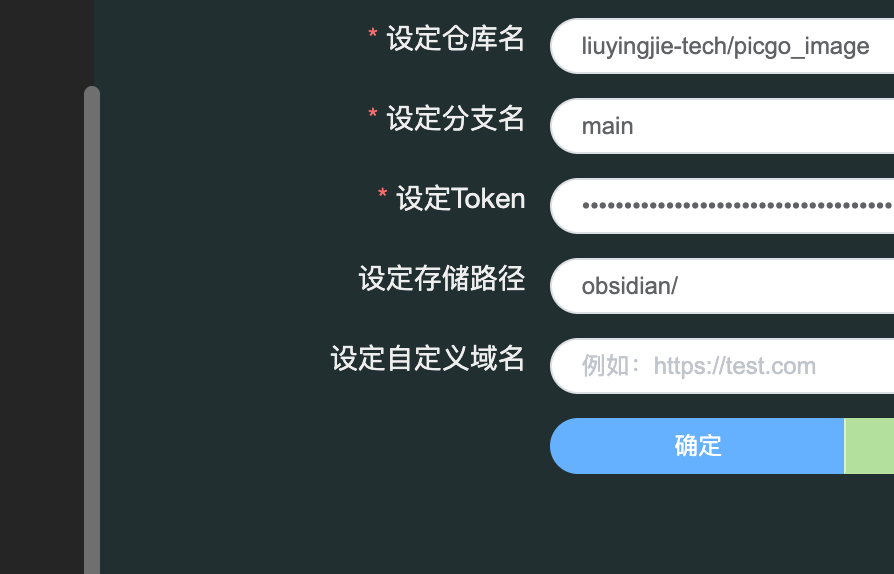 * 设定仓库名 liuyingjie-tech/picgo_image
* 设定分支名 main
* 设定Token ••••••••••••••••••••••••••••••••••••
设定存储路径 obsidian/
设定自定义域名 例如：https://test.com
确定